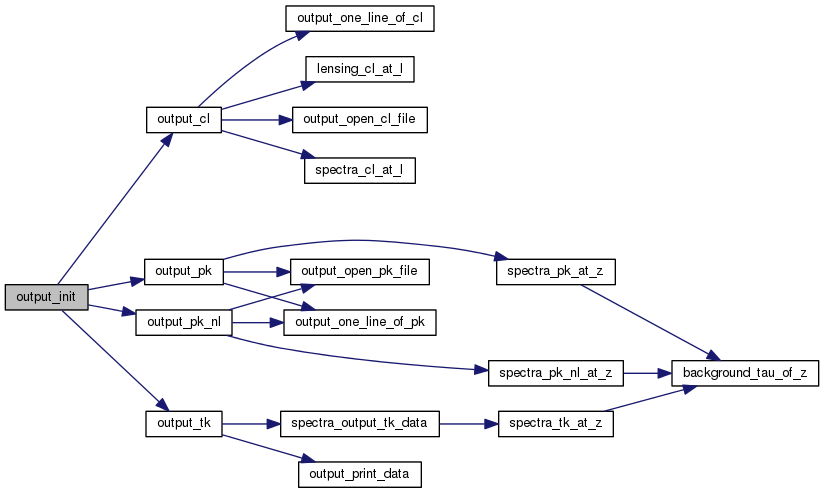 output_one_line_of_cl
lensing_cl_at_l
output_cl
output_open_cl_file
spectra_cl_at_l
output_pk
output_open_pk_file
spectra_pk_at_z
output_init
output_pk_nl
output_one_line_of_pk
spectra_pk_nl_at_z
background_tau_of_z
output_tk
spectra_output_tk_data
spectra_tk_at_z
output_print_data